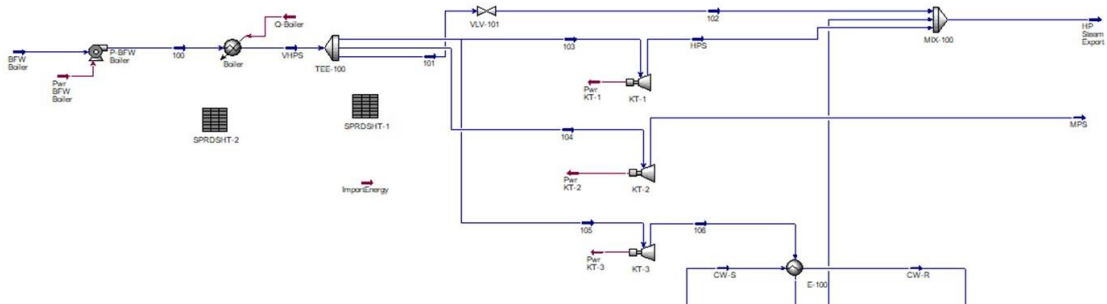 BFW
Boiler
P-BFW
Boiler
Pwr
BFW
Boiler
100
Q-Boiler
Boiler
VHPS
TEE-100
101
VLV-101
102
103
HPS
MIX-100
HP
Steam
Export
Pwr
KT-1
KT-1
SPRDSHT-2
SPRDSHT-1
ImportEnergy
104
Pwr
KT-2
KT-2
MPS
105
Pwr
KT-3
KT-3
106
CW-S
E-100
CW-R